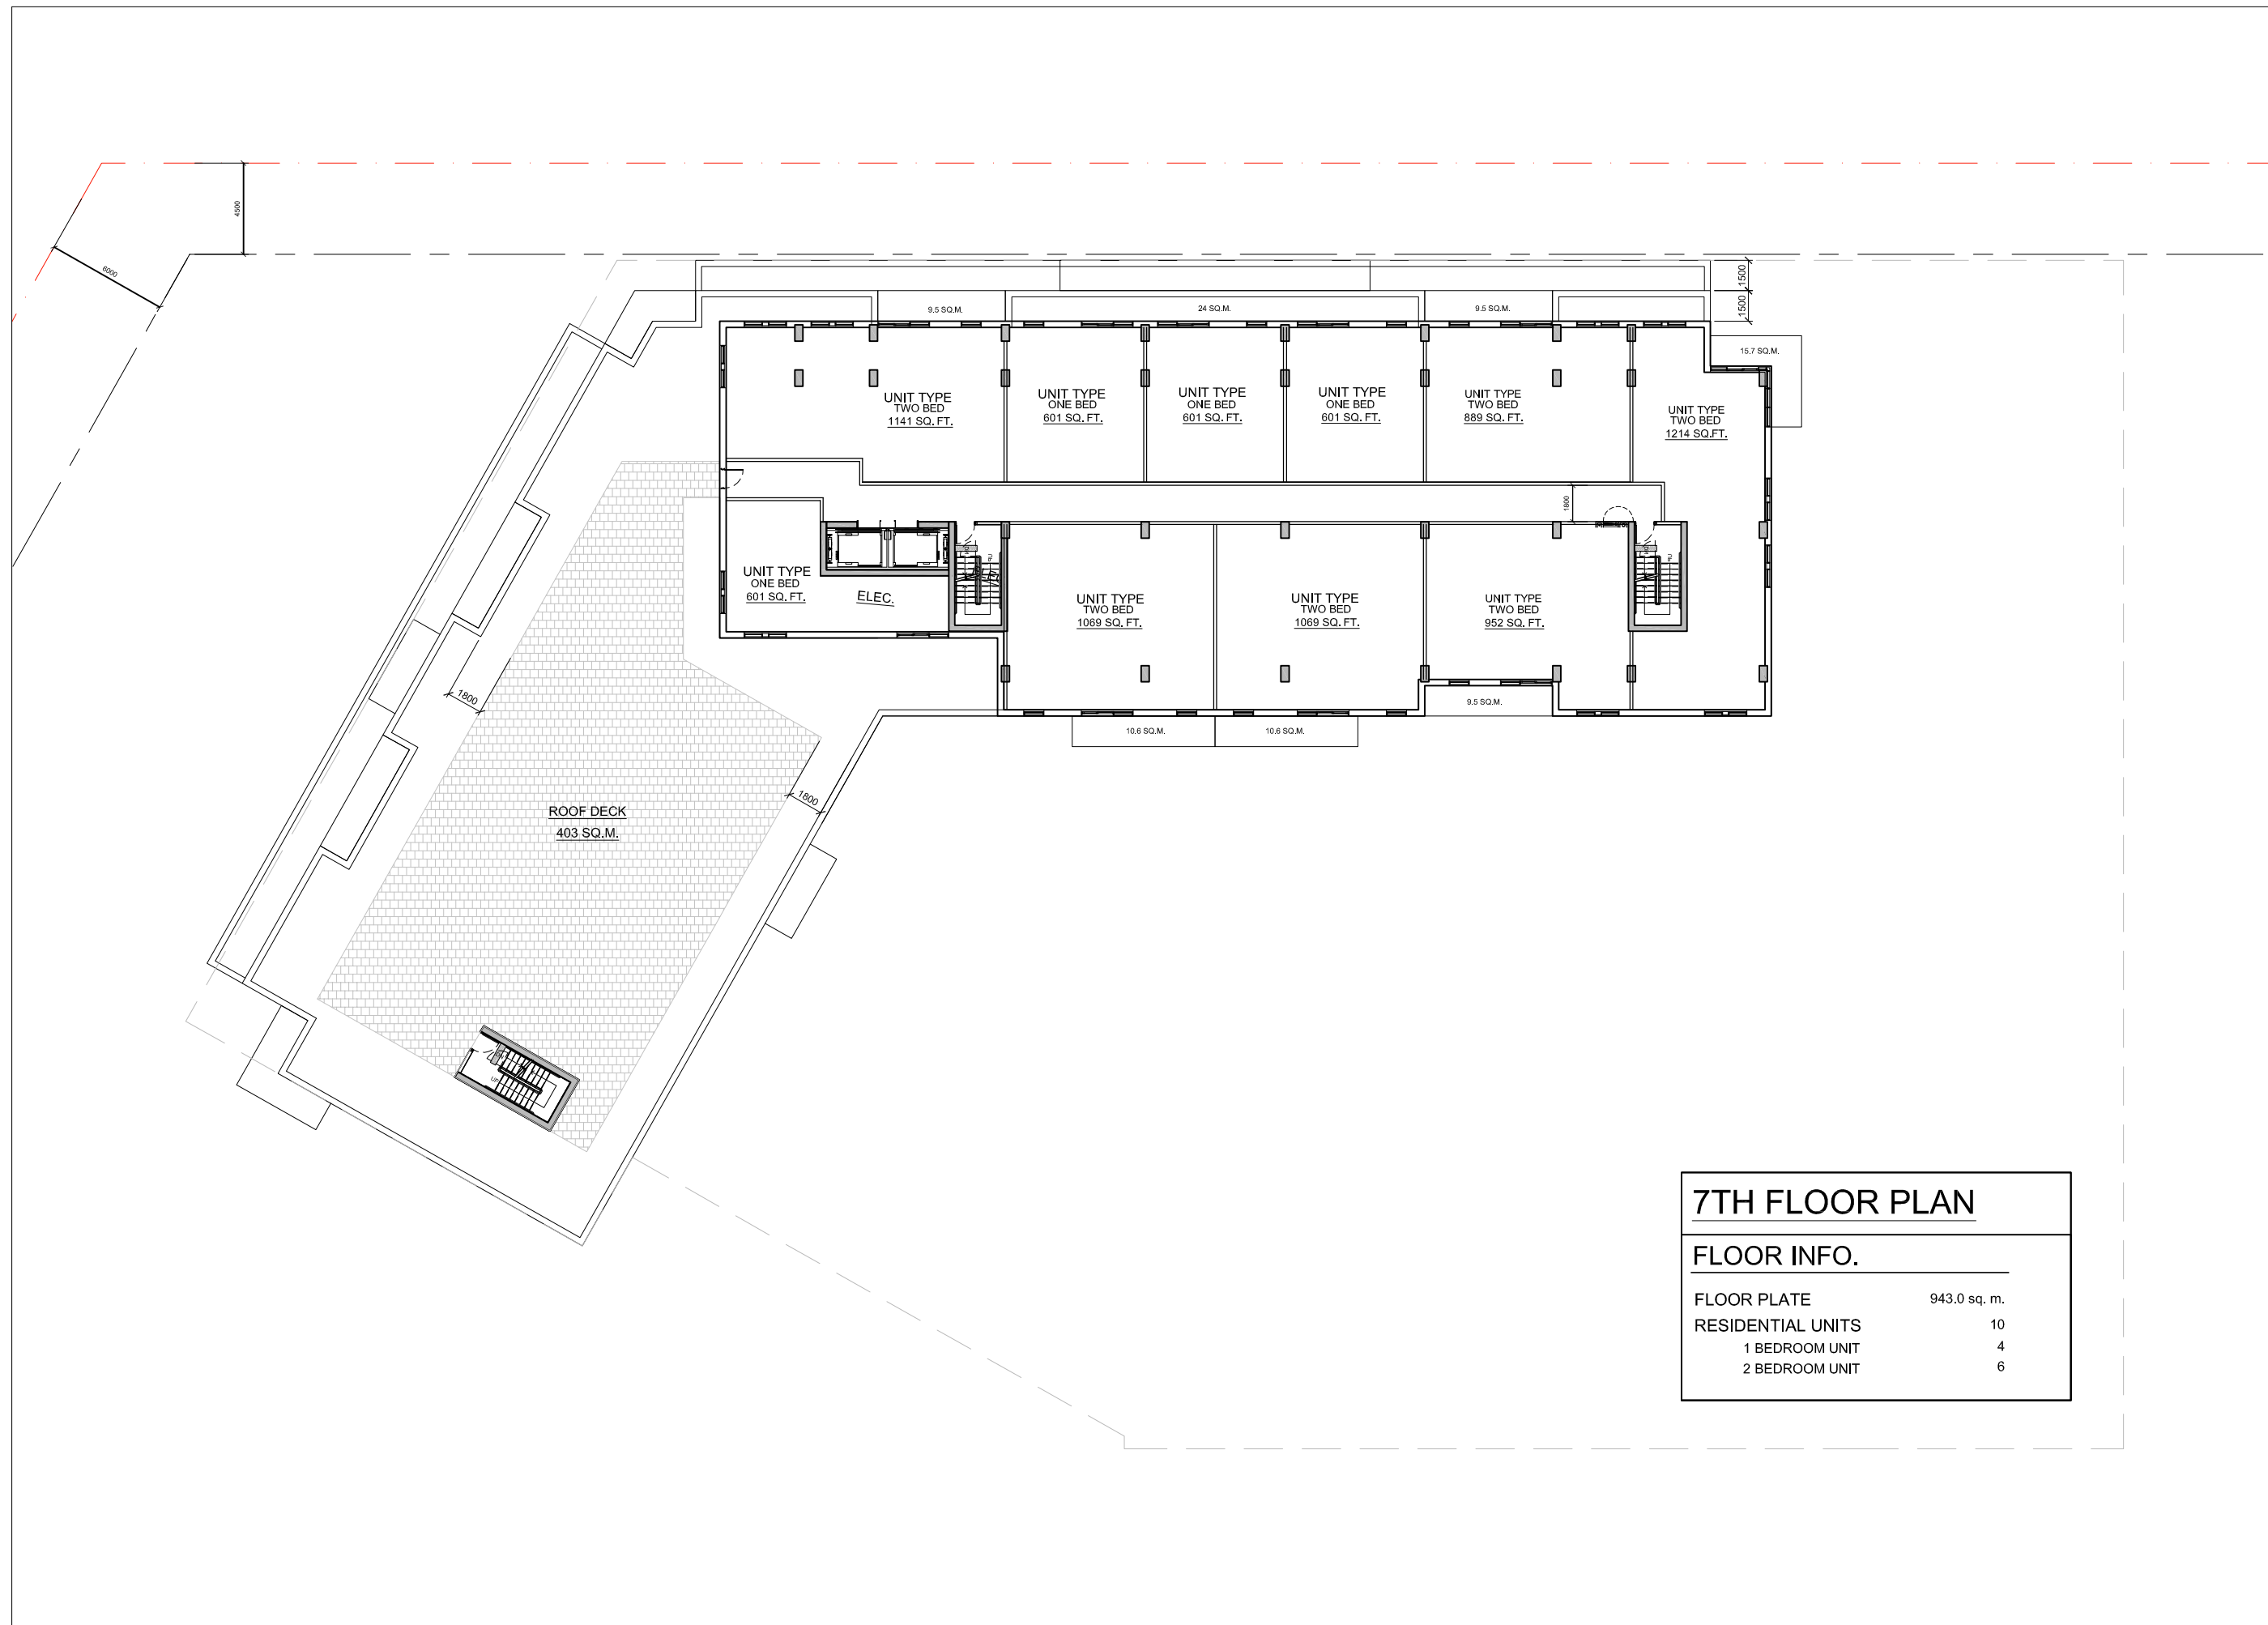 4500
6000
1500
1500
9.5 SQ.M.
24 SQ.M.
9.5 SQ.M.
15.7 SQ.M.
UNIT TYPE
TWO BED
1141 SQ. FT.
UNIT TYPE
ONE BED
601 SQ. FT.
UNIT TYPE
ONE BED
601 SQ. FT.
UNIT TYPE
ONE BED
601 SQ. FT.
UNIT TYPE
TWO BED
889 SQ. FT.
UNIT TYPE
TWO BED
1214 SQ.FT.
1800
UNIT TYPE
ONE BED
601 SQ. FT.
ELEC.
UP
UP
UNIT TYPE
TWO BED
1069 SQ. FT.
UNIT TYPE
TWO BED
1069 SQ. FT.
UNIT TYPE
TWO BED
952 SQ. FT.
9.5 SQ.M.
10.6 SQ.M.
10.6 SQ.M.
1800
1800
ROOF DECK
403 SQ.M.
UP
7TH FLOOR PLAN
FLOOR INFO.
FLOOR PLATE 943.0 sq. m.
RESIDENTIAL UNITS 10
1 BEDROOM UNIT 4
2 BEDROOM UNIT 6